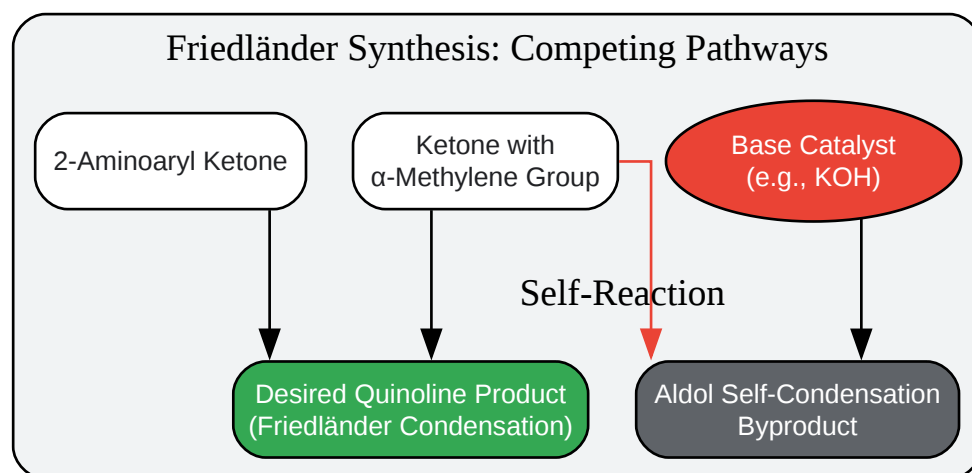 Friedländer Synthesis: Competing Pathways
2-Aminoaryl Ketone
Ketone with
α-Methylene Group
Base Catalyst
(e.g., KOH)
Self-Reaction
Desired Quinoline Product
(Friedländer Condensation)
Aldol Self-Condensation
Byproduct